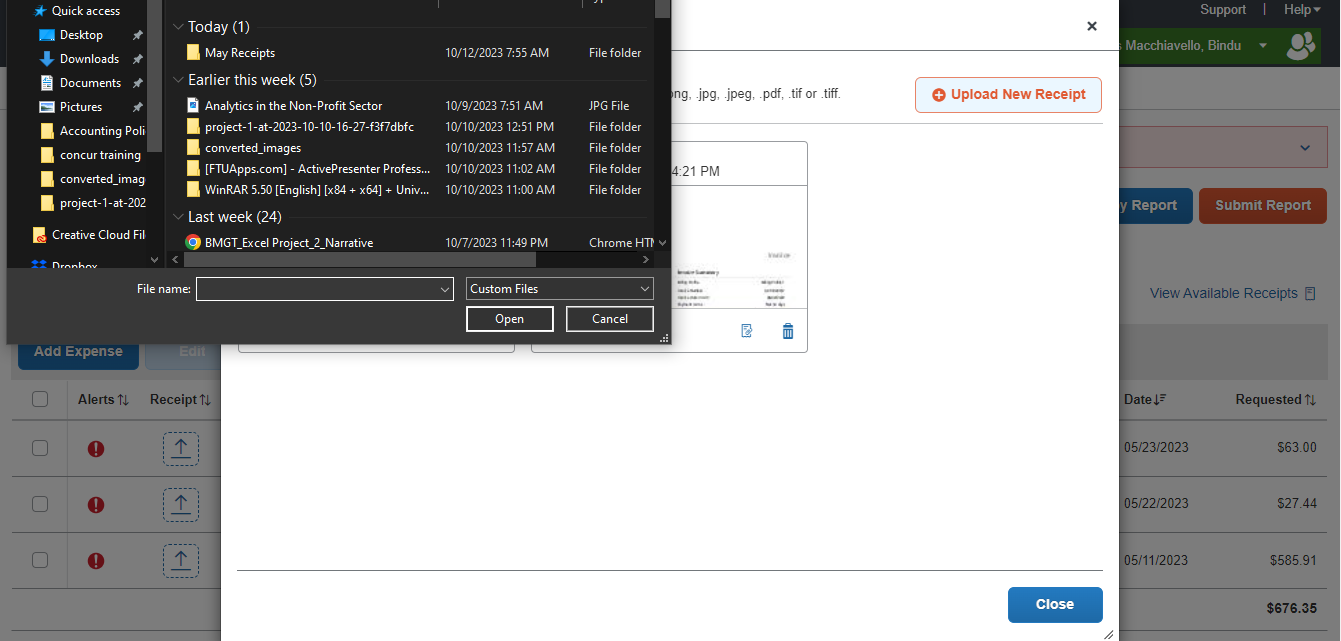 Quick access
Desktop
Downloads
Documents
Pictures
Accounting Poli
concur training
converted_imag
project-1-at-202
Creative Cloud Fil
Dropbox
Today (1)
May Receipts 10/12/2023 7:55 AM File folder
Earlier this week (5)
Analytics in the Non-Profit Sector 10/9/2023 7:51 AM JPG File
project-1-at-2023-10-10-16-27-f3f7dbfc 10/10/2023 12:51 PM File folder
converted_images 10/10/2023 11:57 AM File folder
[FTUApps.com] - ActivePresenter Profess... 10/10/2023 11:02 AM File folder
WinRAR 5.50 [English] [x84 + x64] + Univ... 10/10/2023 11:00 AM File folder
Last week (24)
BMGT_Excel Project_2_Narrative 10/7/2023 11:49 PM Chrome HTM
File name:
Custom Files
Open Cancel
Support | Help
s Macchiavello, Bindu
ong, .jpg, .jpeg, .pdf, .tif or .tiff.
Upload New Receipt
4:21 PM
Invoice
y Report Submit Report
View Available Receipts
Add Expense Edit
Alerts Receipt Date Requested
05/23/2023 $63.00
05/22/2023 $27.44
05/11/2023 $585.91
$676.35
Close